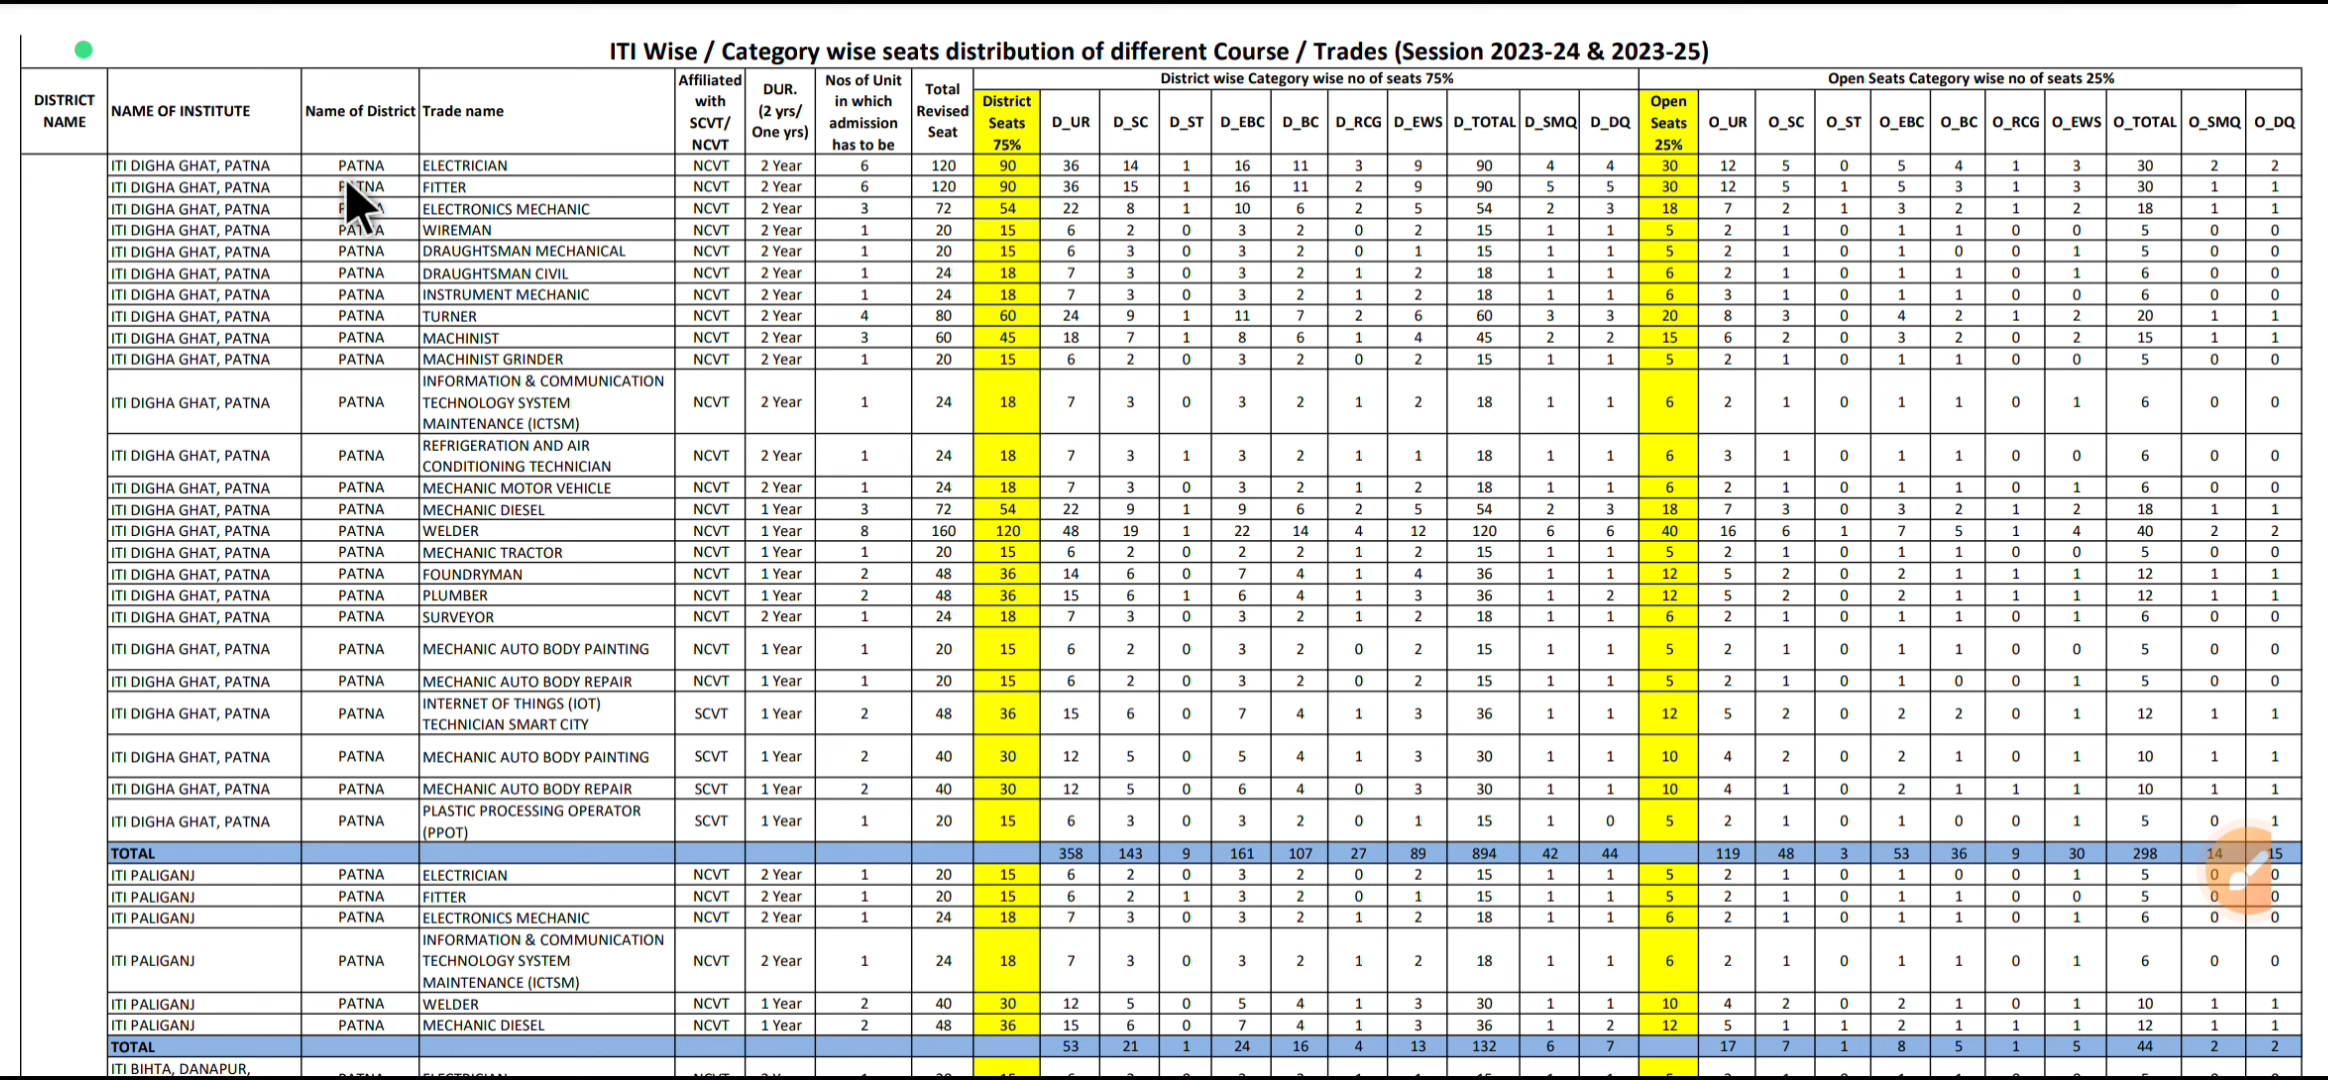 ITI Wise / Category wise seats distribution of different Course / Trades (Session 2023-24 & 2023-25)
DISTRICT NAME NAME OF INSTITUTE Name of District Trade name Affiliated with SCVT/ NCVT DUR. (2 yrs/ One yrs) Nos of Unit in which admission has to be Total Revised Seat District wise Category wise no of seats 75% Open Seats Category wise no of seats 25%
District Seats 75% D_UR D_SC D_ST D_EBC D_BC D_RCG D_EWS D_TOTAL D_SMQ D_DQ Open Seats 25% O_UR O_SC O_ST O_EBC O_BC O_RCG O_EWS O_TOTAL O_SMQ O_DQ
ITI DIGHA GHAT, PATNA PATNA ELECTRICIAN NCVT 2 Year 6 120 90 36 14 1 16 11 3 9 90 4 4 30 12 5 0 5 4 1 3 30 2 2
ITI DIGHA GHAT, PATNA PATNA FITTER NCVT 2 Year 6 120 90 36 15 1 16 11 2 9 90 5 5 30 12 5 1 5 3 1 3 30 1 1
ITI DIGHA GHAT, PATNA ELECTRONICS MECHANIC NCVT 2 Year 3 72 54 22 8 1 10 6 2 5 54 2 3 18 7 2 1 3 2 1 2 18 1 1
ITI DIGHA GHAT, PATNA PATNA WIREMAN NCVT 2 Year 1 20 15 6 2 0 3 2 0 2 15 1 1 5 2 1 0 1 1 0 0 5 0 0
ITI DIGHA GHAT, PATNA PATNA DRAUGHTSMAN MECHANICAL NCVT 2 Year 1 20 15 6 3 0 3 2 0 1 15 1 1 5 2 1 0 1 0 0 1 5 0 0
ITI DIGHA GHAT, PATNA PATNA DRAUGHTSMAN CIVIL NCVT 2 Year 1 24 18 7 3 0 3 2 1 2 18 1 1 6 2 1 0 1 1 0 1 6 0 0
ITI DIGHA GHAT, PATNA PATNA INSTRUMENT MECHANIC NCVT 2 Year 1 24 18 7 3 0 3 2 1 2 18 1 1 6 3 1 0 1 1 0 0 6 0 0
ITI DIGHA GHAT, PATNA PATNA TURNER NCVT 2 Year 4 80 60 24 9 1 11 7 2 6 60 3 3 20 8 3 0 4 2 1 2 20 1 1
ITI DIGHA GHAT, PATNA PATNA MACHINIST NCVT 2 Year 3 60 45 18 7 1 8 6 1 4 45 2 2 15 6 2 0 3 2 0 2 15 1 1
ITI DIGHA GHAT, PATNA PATNA MACHINIST GRINDER NCVT 2 Year 1 20 15 6 2 0 3 2 0 2 15 1 1 5 2 1 0 1 1 0 0 5 0 0
ITI DIGHA GHAT, PATNA PATNA INFORMATION & COMMUNICATION TECHNOLOGY SYSTEM MAINTENANCE (ICTSM) NCVT 2 Year 1 24 18 7 3 0 3 2 1 2 18 1 1 6 2 1 0 1 1 0 1 6 0 0
ITI DIGHA GHAT, PATNA PATNA REFRIGERATION AND AIR CONDITIONING TECHNICIAN NCVT 2 Year 1 24 18 7 3 1 3 2 1 1 18 1 1 6 3 1 0 1 1 0 0 6 0 0
ITI DIGHA GHAT, PATNA PATNA MECHANIC MOTOR VEHICLE NCVT 2 Year 1 24 18 7 3 0 3 2 1 2 18 1 1 6 2 1 0 1 1 0 1 6 0 0
ITI DIGHA GHAT, PATNA PATNA MECHANIC DIESEL NCVT 1 Year 3 72 54 22 9 1 9 6 2 5 54 2 3 18 7 3 0 3 2 1 2 18 1 1
ITI DIGHA GHAT, PATNA PATNA WELDER NCVT 1 Year 8 160 120 48 19 1 22 14 4 12 120 6 6 40 16 6 1 7 5 1 4 40 2 2
ITI DIGHA GHAT, PATNA PATNA MECHANIC TRACTOR NCVT 1 Year 1 20 15 6 2 0 2 2 1 2 15 1 1 5 2 1 0 1 1 0 0 5 0 0
ITI DIGHA GHAT, PATNA PATNA FOUNDRYMAN NCVT 1 Year 2 48 36 14 6 0 7 4 1 4 36 1 1 12 5 2 0 2 1 1 1 12 1 1
ITI DIGHA GHAT, PATNA PATNA PLUMBER NCVT 1 Year 2 48 36 15 6 1 6 4 1 3 36 1 2 12 5 2 0 2 1 1 1 12 1 1
ITI DIGHA GHAT, PATNA PATNA SURVEYOR NCVT 2 Year 1 24 18 7 3 0 3 2 1 2 18 1 1 6 2 1 0 1 1 0 1 6 0 0
ITI DIGHA GHAT, PATNA PATNA MECHANIC AUTO BODY PAINTING NCVT 1 Year 1 20 15 6 2 0 3 2 0 2 15 1 1 5 2 1 0 1 1 0 0 5 0 0
ITI DIGHA GHAT, PATNA PATNA MECHANIC AUTO BODY REPAIR NCVT 1 Year 1 20 15 6 2 0 3 2 0 2 15 1 1 5 2 1 0 1 0 0 1 5 0 0
ITI DIGHA GHAT, PATNA PATNA INTERNET OF THINGS (IOT) TECHNICIAN SMART CITY SCVT 1 Year 2 48 36 15 6 0 7 4 1 3 36 1 1 12 5 2 0 2 2 0 1 12 1 1
ITI DIGHA GHAT, PATNA PATNA MECHANIC AUTO BODY PAINTING SCVT 1 Year 2 40 30 12 5 0 5 4 1 3 30 1 1 10 4 2 0 2 1 0 1 10 1 1
ITI DIGHA GHAT, PATNA PATNA MECHANIC AUTO BODY REPAIR SCVT 1 Year 2 40 30 12 5 0 6 4 0 3 30 1 1 10 4 1 0 2 1 1 1 10 1 1
ITI DIGHA GHAT, PATNA PATNA PLASTIC PROCESSING OPERATOR (PPOT) SCVT 1 Year 1 20 15 6 3 0 3 2 0 1 15 1 0 5 2 1 0 1 0 0 1 5 0 1
TOTAL 358 143 9 161 107 27 89 894 42 44 119 48 3 53 36 9 30 298 14 15
ITI PALIGANJ PATNA ELECTRICIAN NCVT 2 Year 1 20 15 6 2 0 3 2 0 2 15 1 1 5 2 1 0 1 0 0 1 5 0 0
ITI PALIGANJ PATNA FITTER NCVT 2 Year 1 20 15 6 2 1 3 2 0 1 15 1 1 5 2 1 0 1 1 0 0 5 0 0
ITI PALIGANJ PATNA ELECTRONICS MECHANIC NCVT 2 Year 1 24 18 7 3 0 3 2 1 2 18 1 1 6 2 1 0 1 1 0 1 6 0 0
ITI PALIGANJ PATNA INFORMATION & COMMUNICATION TECHNOLOGY SYSTEM MAINTENANCE (ICTSM) NCVT 2 Year 1 24 18 7 3 0 3 2 1 2 18 1 1 6 2 1 0 1 1 0 1 6 0 0
ITI PALIGANJ PATNA WELDER NCVT 1 Year 2 40 30 12 5 0 5 4 1 3 30 1 1 10 4 2 0 2 1 0 1 10 1 1
ITI PALIGANJ PATNA MECHANIC DIESEL NCVT 1 Year 2 48 36 15 6 0 7 4 1 3 36 1 2 12 5 1 1 2 1 1 1 12 1 1
TOTAL 53 21 1 24 16 4 13 132 6 7 17 7 1 8 5 1 5 44 2 2
ITI BIHTA, DANAPUR,